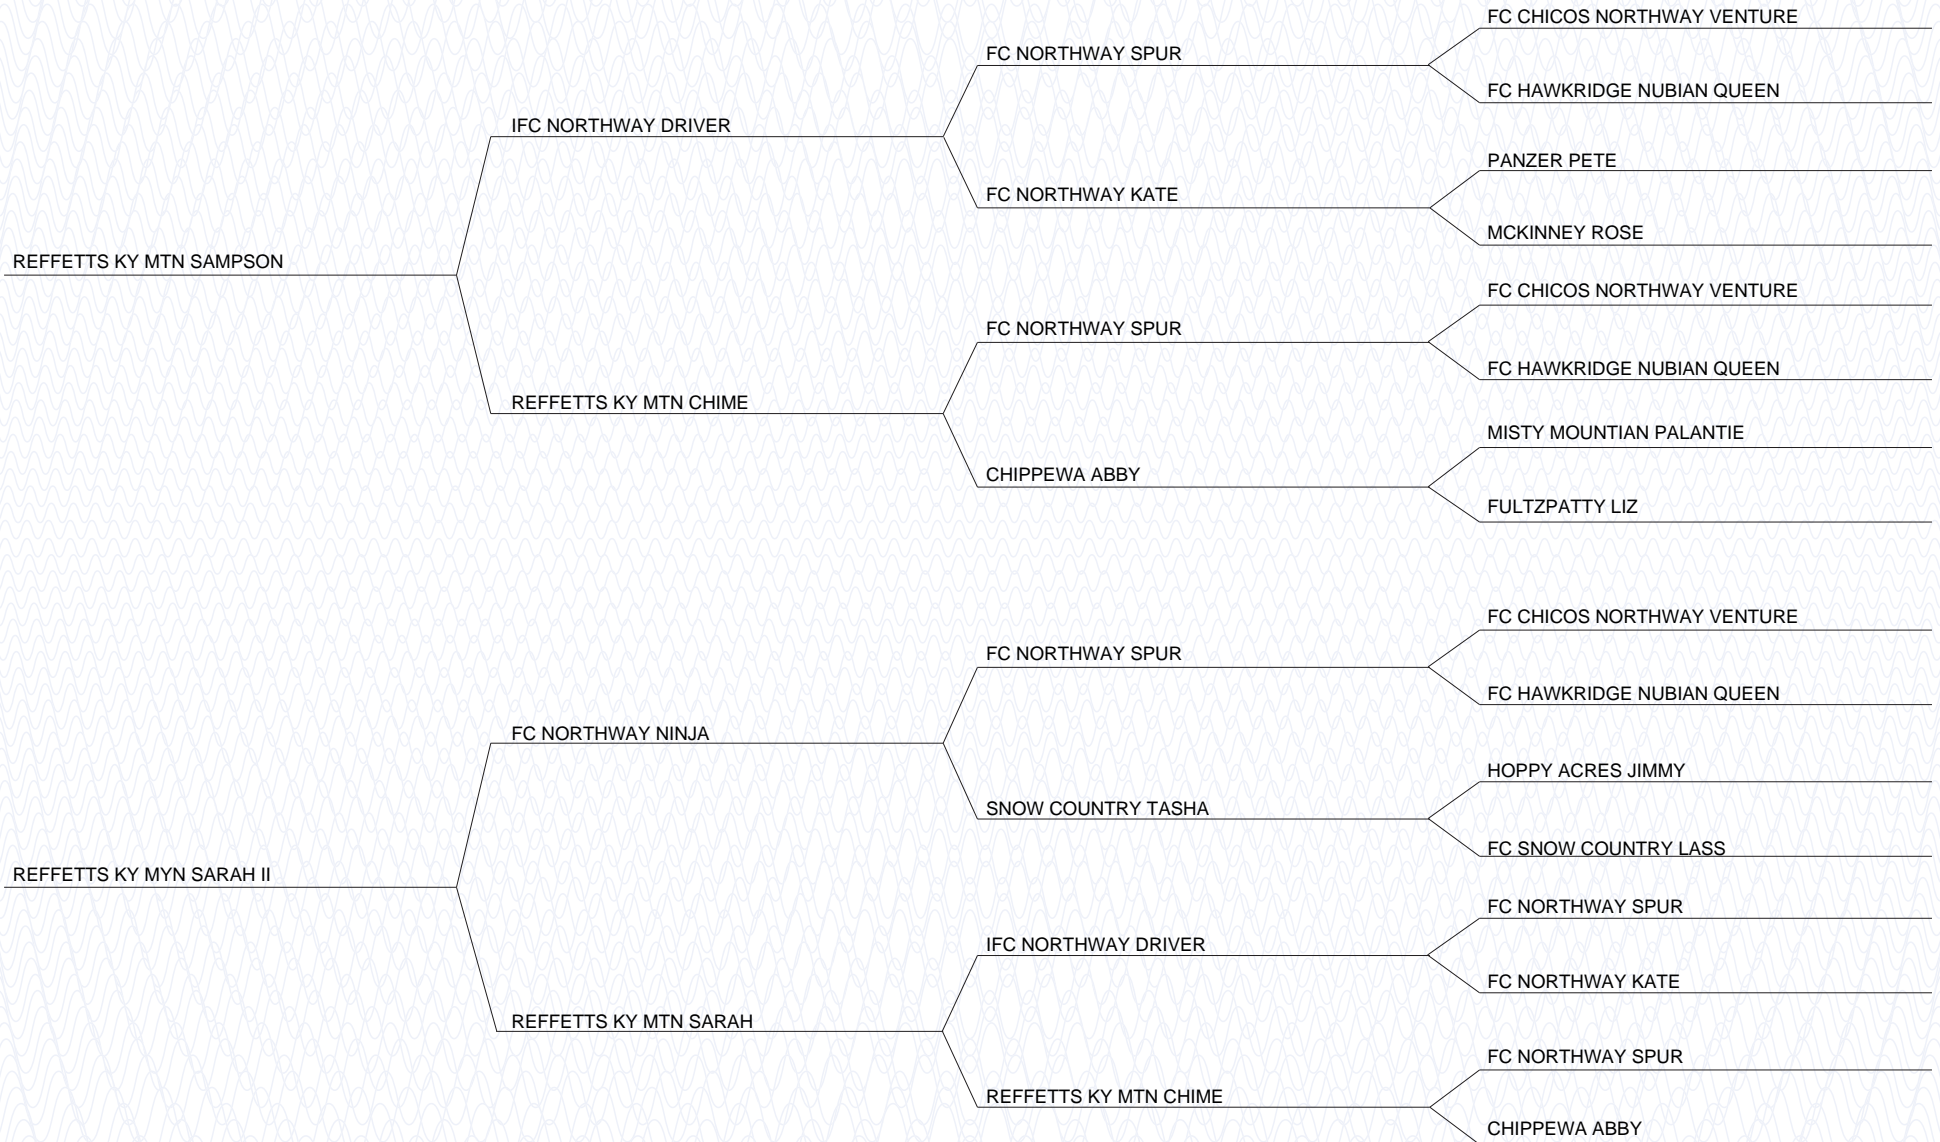 FC CHICOS NORTHWAY VENTURE
FC NORTHWAY SPUR
FC HAWKRIDGE NUBIAN QUEEN
IFC NORTHWAY DRIVER
PANZER PETE
FC NORTHWAY KATE
MCKINNEY ROSE
REFFETTS KY MTN SAMPSON
FC CHICOS NORTHWAY VENTURE
FC NORTHWAY SPUR
FC HAWKRIDGE NUBIAN QUEEN
REFFETTS KY MTN CHIME
MISTY MOUNTIAN PALANTIE
CHIPPEWA ABBY
FULTZPATTY LIZ
FC CHICOS NORTHWAY VENTURE
FC NORTHWAY SPUR
FC HAWKRIDGE NUBIAN QUEEN
FC NORTHWAY NINJA
HOPPY ACRES JIMMY
SNOW COUNTRY TASHA
FC SNOW COUNTRY LASS
REFFETTS KY MYN SARAH II
FC NORTHWAY SPUR
IFC NORTHWAY DRIVER
FC NORTHWAY KATE
REFFETTS KY MTN SARAH
FC NORTHWAY SPUR
REFFETTS KY MTN CHIME
CHIPPEWA ABBY